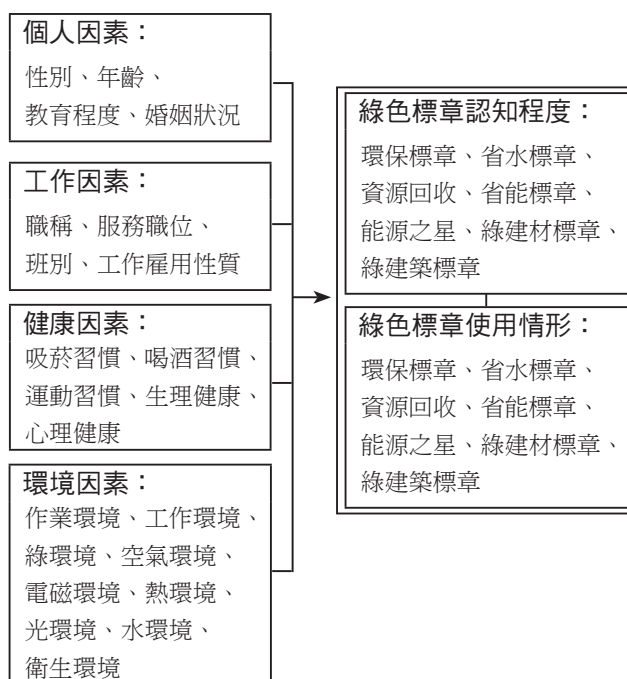 個人因素：
性別、年齡、
教育程度、婚姻狀況
工作因素：
職稱、服務職位、
班別、工作雇用性質
健康因素：
吸菸習慣、喝酒習慣、
運動習慣、生理健康、
心理健康
環境因素：
作業環境、工作環境、
綠環境、空氣環境、
電磁環境、熱環境、
光環境、水環境、
衛生環境
綠色標章認知程度：
環保標章、省水標章、
資源回收、省能標章、
能源之星、綠建材標章、
綠建築標章
綠色標章使用情形：
環保標章、省水標章、
資源回收、省能標章、
能源之星、綠建材標章、
綠建築標章